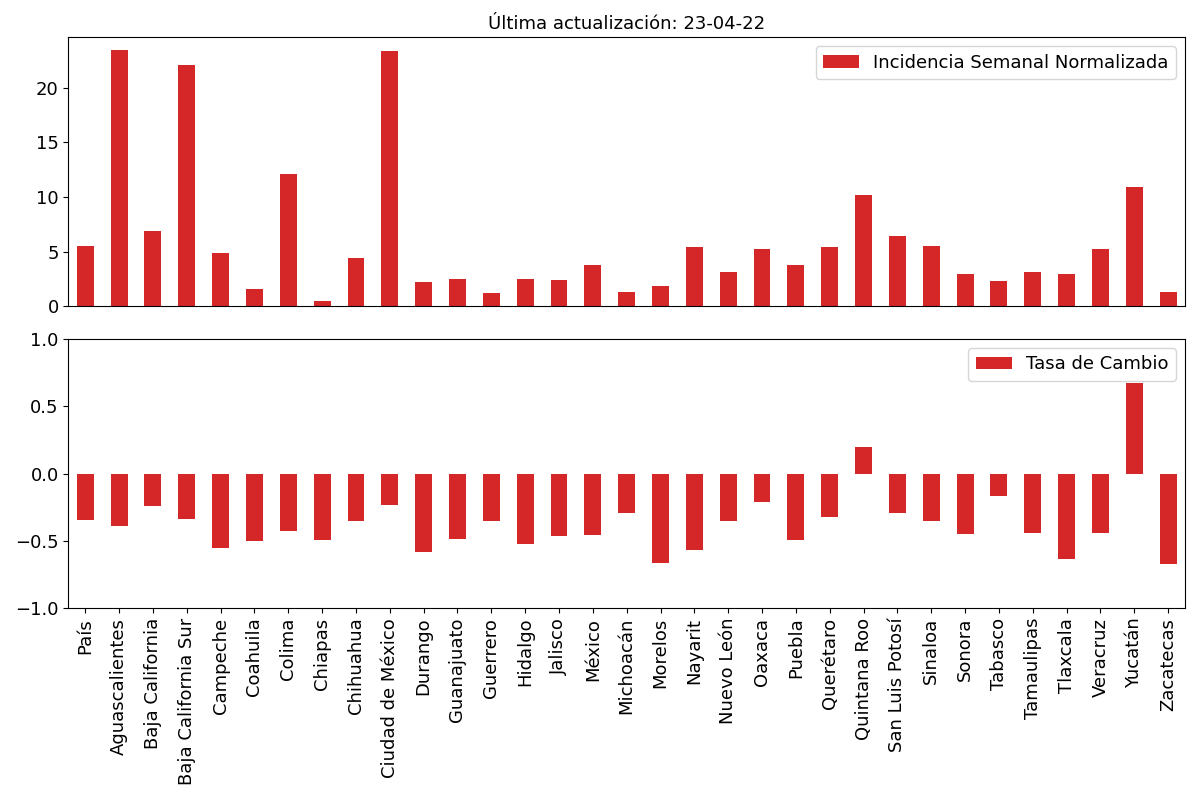 Última actualización: 23-04-22
Incidencia Semanal Normalizada
20
15
10
5
0
Tasa de Cambio
1.0
0.5
0.0
−0.5
−1.0
País
Aguascalientes
Baja California
Baja California Sur
Campeche
Coahuila
Colima
Chiapas
Chihuahua
Ciudad de México
Durango
Guanajuato
Guerrero
Hidalgo
Jalisco
México
Michoacán
Morelos
Nayarit
Nuevo León
Oaxaca
Puebla
Querétaro
Quintana Roo
San Luis Potosí
Sinaloa
Sonora
Tabasco
Tamaulipas
Tlaxcala
Veracruz
Yucatán
Zacatecas